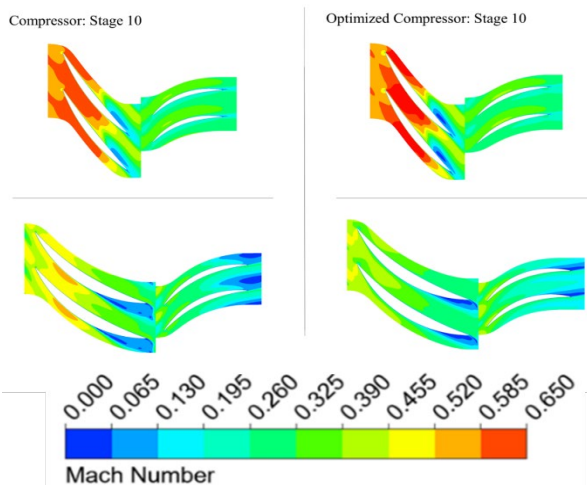 Compressor: Stage 10
Optimized Compressor: Stage 10
0.000 0.065 0.130 0.195 0.260 0.325 0.390 0.455 0.520 0.585 0.650
Mach Number